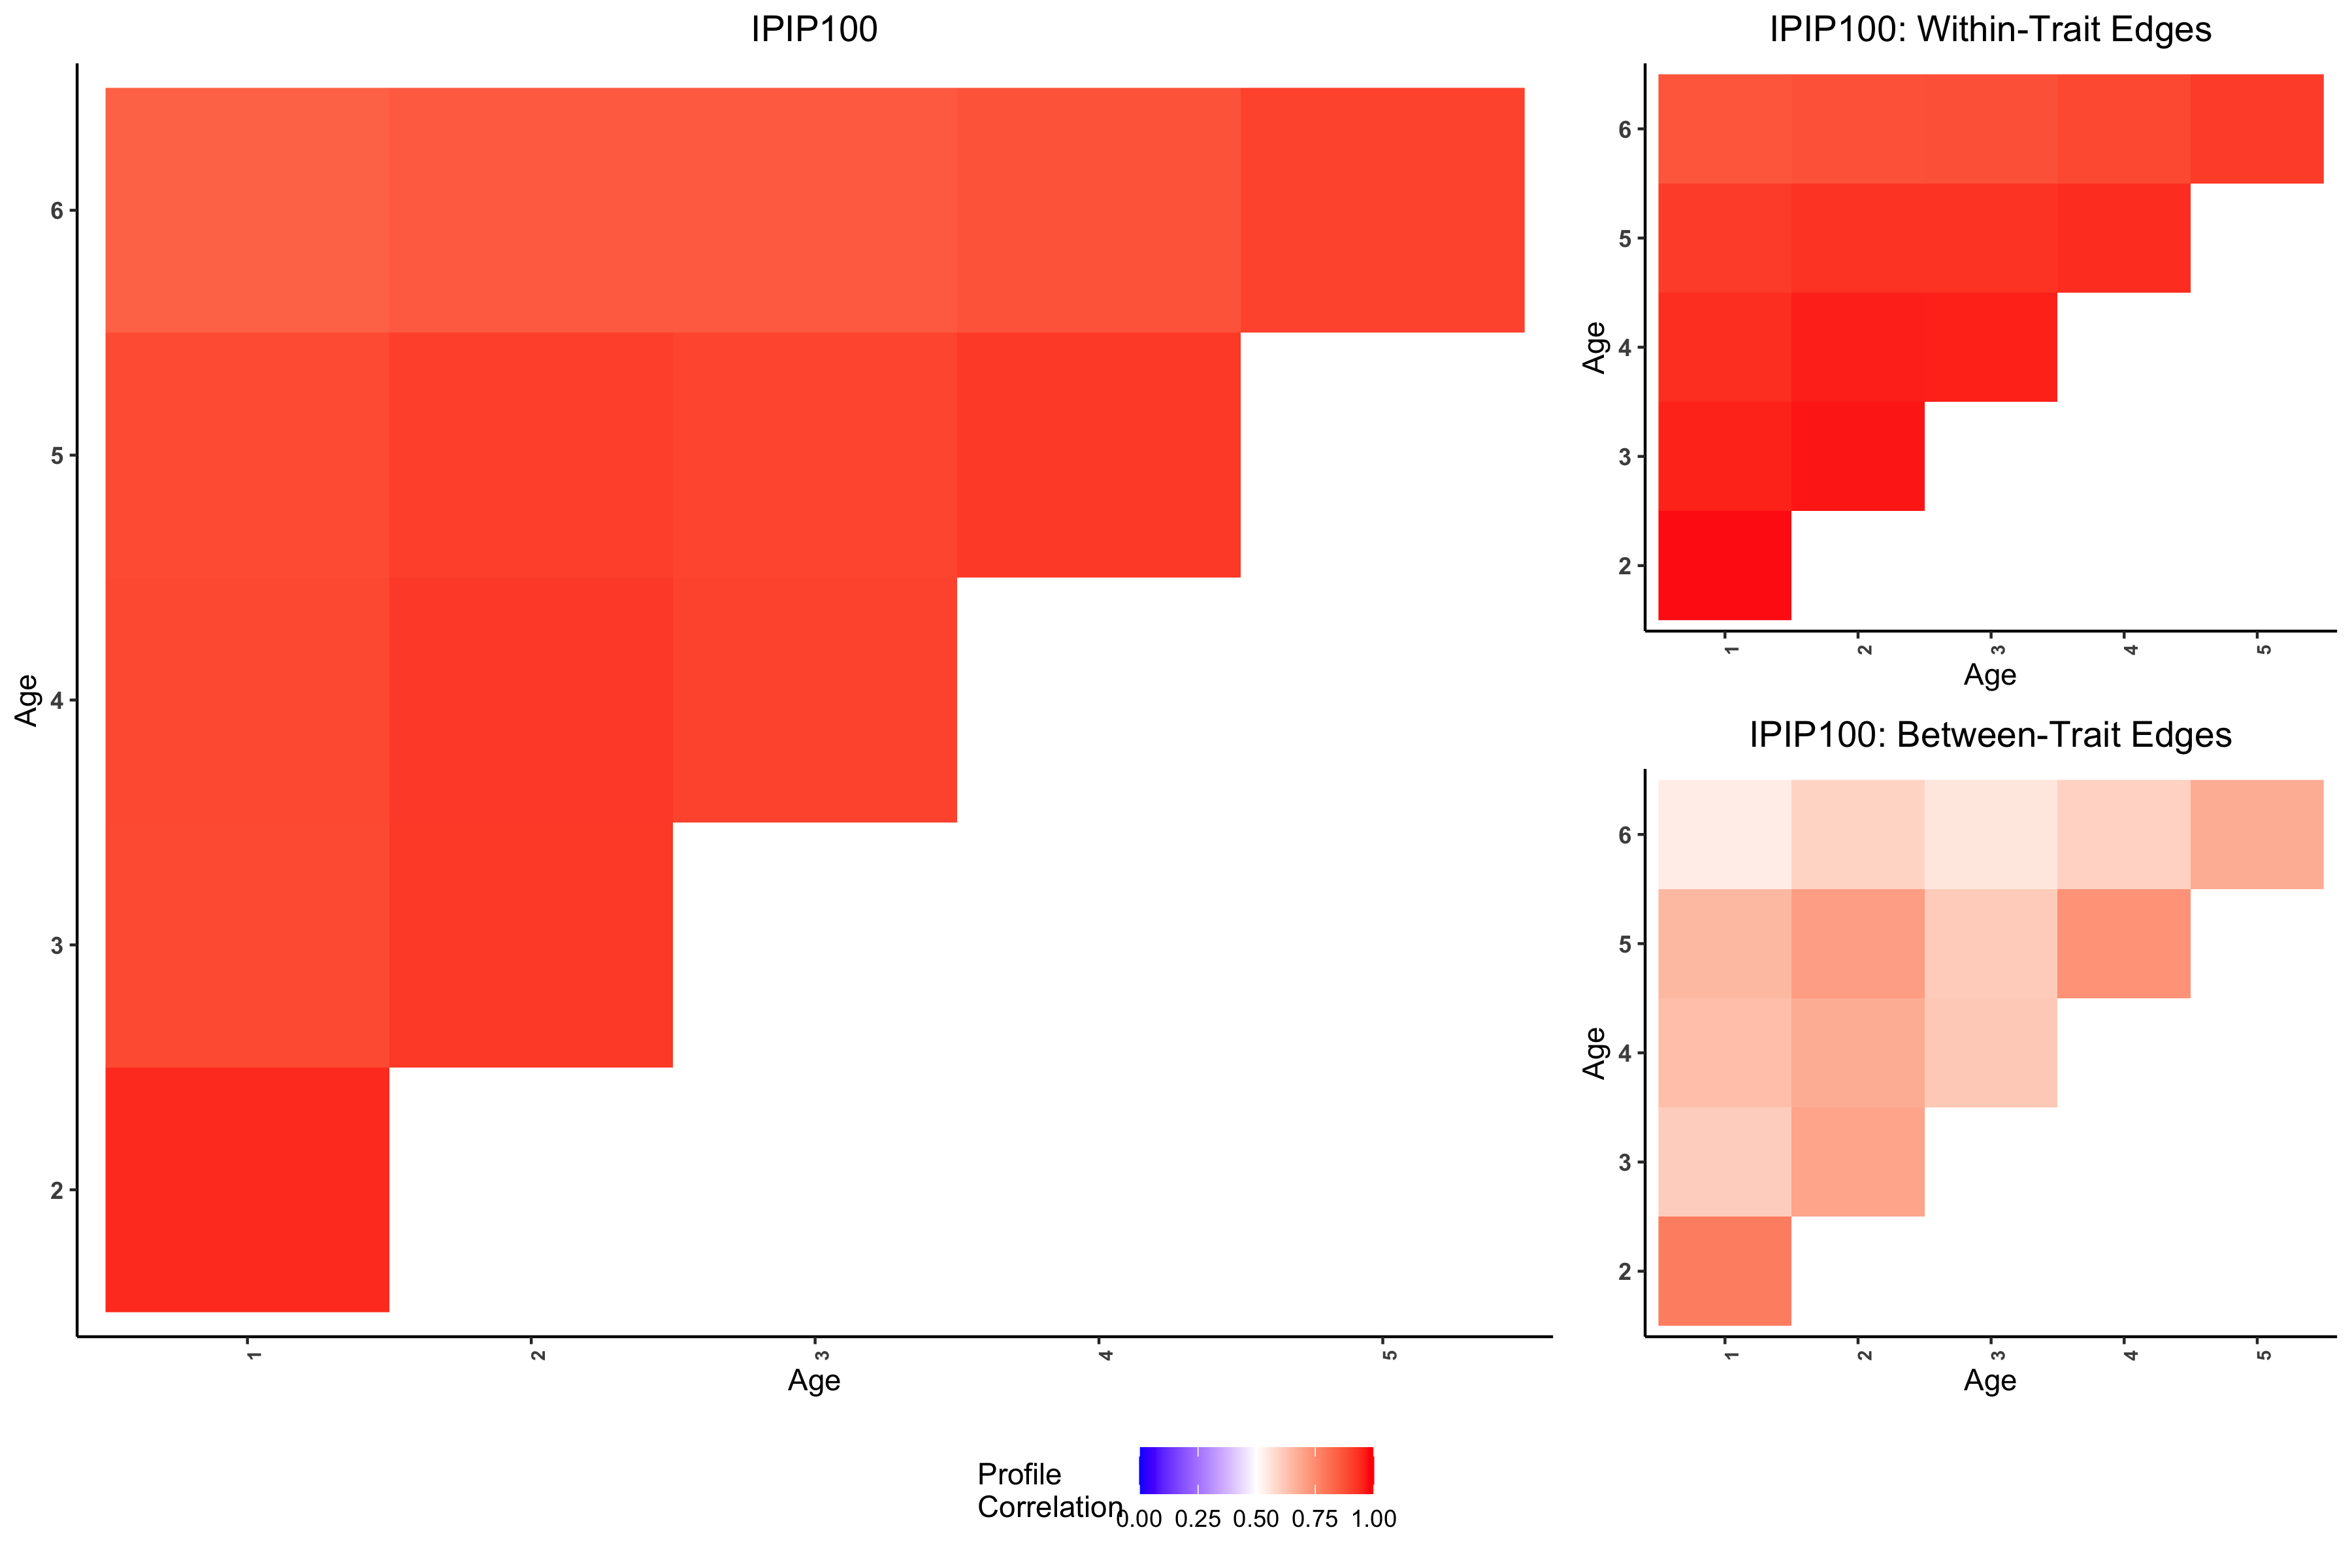 IPIP100
6
5
4
3
2
Age
1 2 3 4 5
Age
IPIP100: Within-Trait Edges
6
5
4
3
2
Age
1 2 3 4 5
Age
IPIP100: Between-Trait Edges
6
5
4
3
2
Age
1 2 3 4 5
Age
Profile
Correlation
0.00 0.25 0.50 0.75 1.00